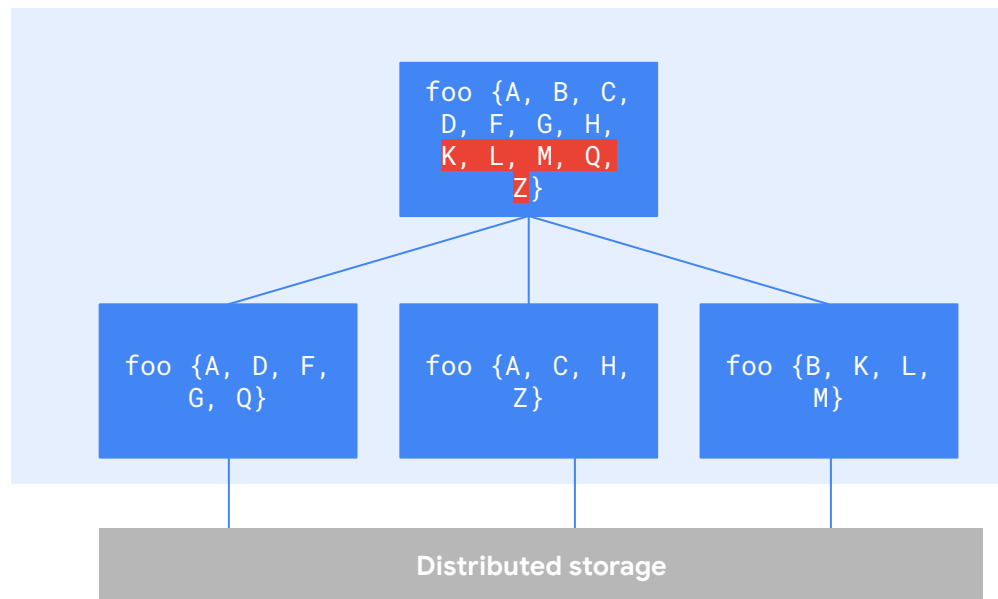 foo {A, B, C,
D, F, G, H,
K, L, M, Q,
Z}
foo {A, D, F,
G, Q}
foo {A, C, H,
Z}
foo {B, K, L,
M}
Distributed storage